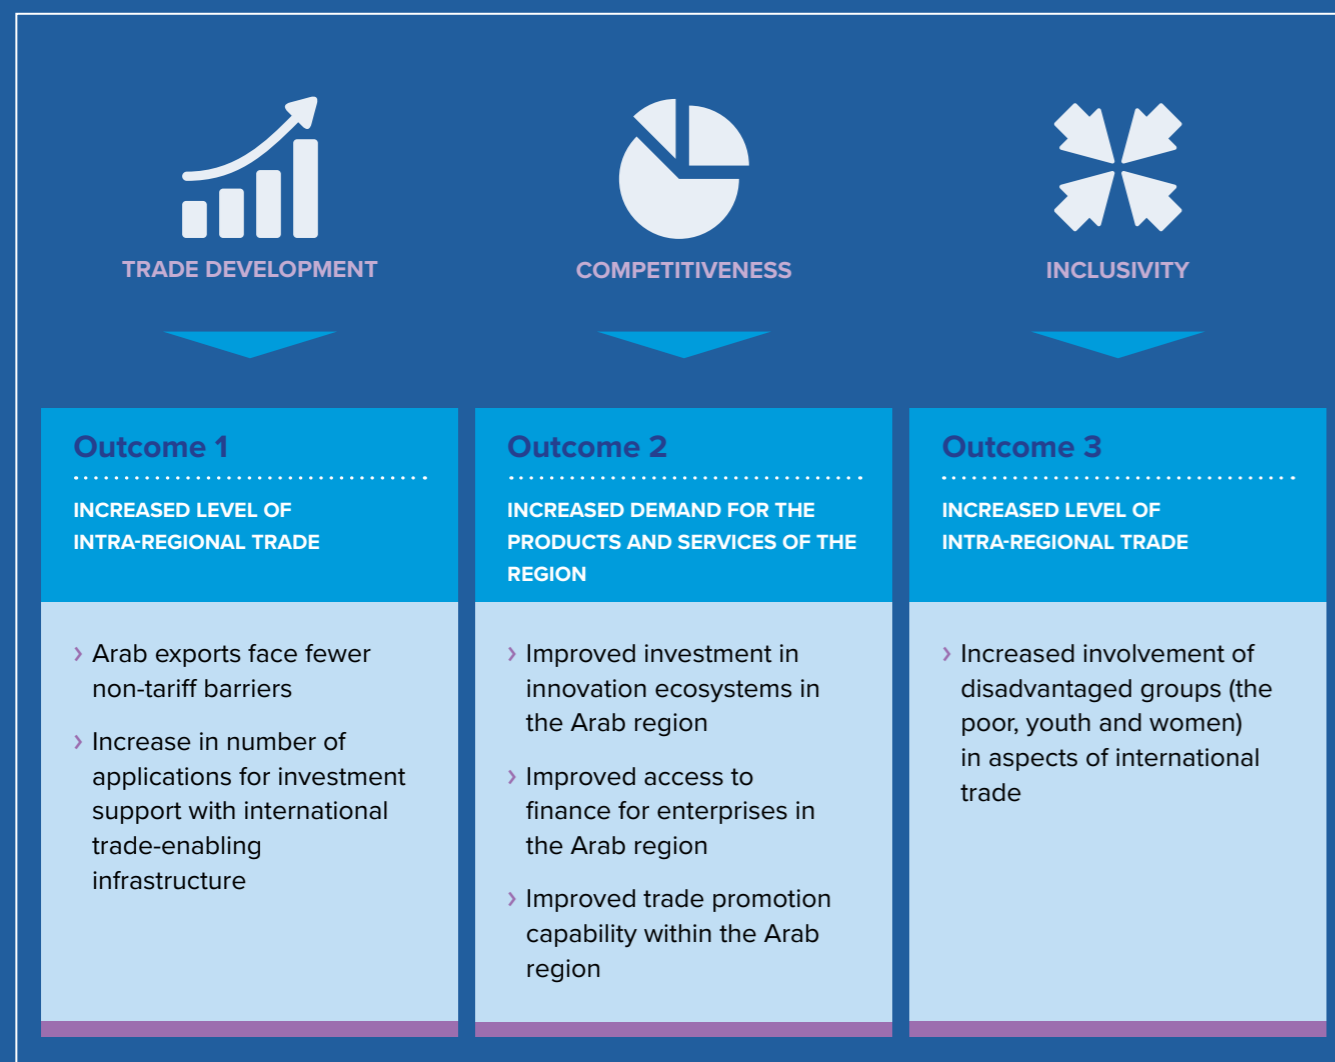 TRADE DEVELOPMENT
COMPETITIVENESS
INCLUSIVITY
Outcome 1
INCREASED LEVEL OF
INTRA-REGIONAL TRADE
› Arab exports face fewer
non-tariff barriers
› Increase in number of
applications for investment
support with international
trade-enabling
infrastructure
Outcome 2
INCREASED DEMAND FOR THE
PRODUCTS AND SERVICES OF THE
REGION
› Improved investment in
innovation ecosystems in
the Arab region
› Improved access to
finance for enterprises in
the Arab region
› Improved trade promotion
capability within the Arab
region
Outcome 3
INCREASED LEVEL OF
INTRA-REGIONAL TRADE
› Increased involvement of
disadvantaged groups (the
poor, youth and women)
in aspects of international
trade